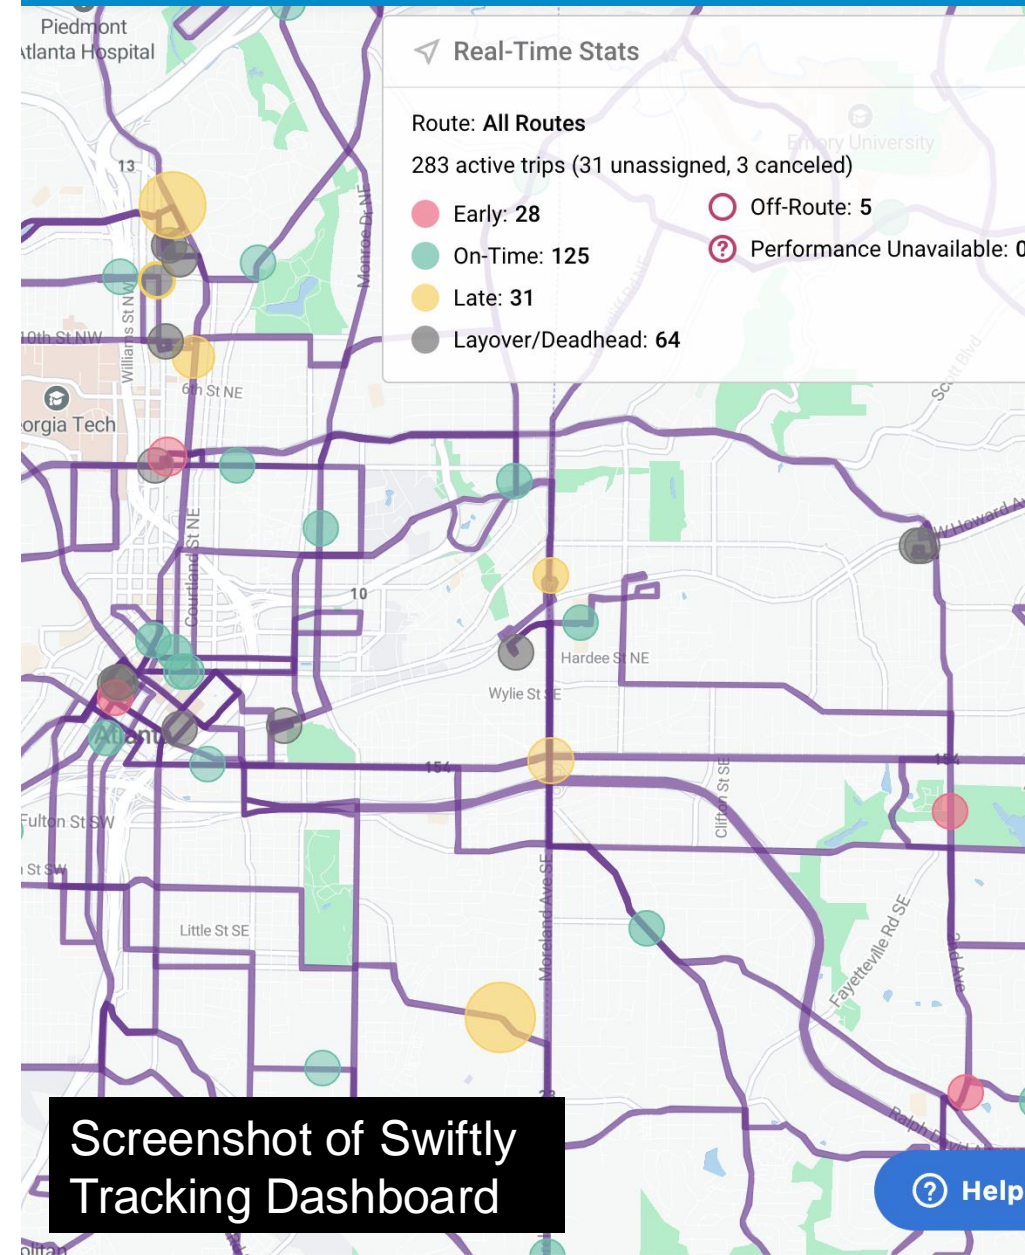 Piedmont
Atlanta Hospital
Real-Time Stats
Route: All Routes
283 active trips (31 unassigned, 3 canceled)
Early: 28
Off-Route: 5
On-Time: 125
Performance Unavailable: 0
Late: 31
Layover/Deadhead: 64
Emory University
13
Monroe Dr NE
Williams St NW
10th St NW
6th St NE
Scott Blvd
orgia Tech
W Howard A
Courtland St NE
10
Hardee St NE
Wylie St SE
Atlant
154
154
Clifton St SE
Fulton St SW
St SW
Moreland Ave SE
Little St SE
Fayetteville Rd SE
2nd Ave
23
Ralph David A
Screenshot of Swiftly
Tracking Dashboard
Help
olitan